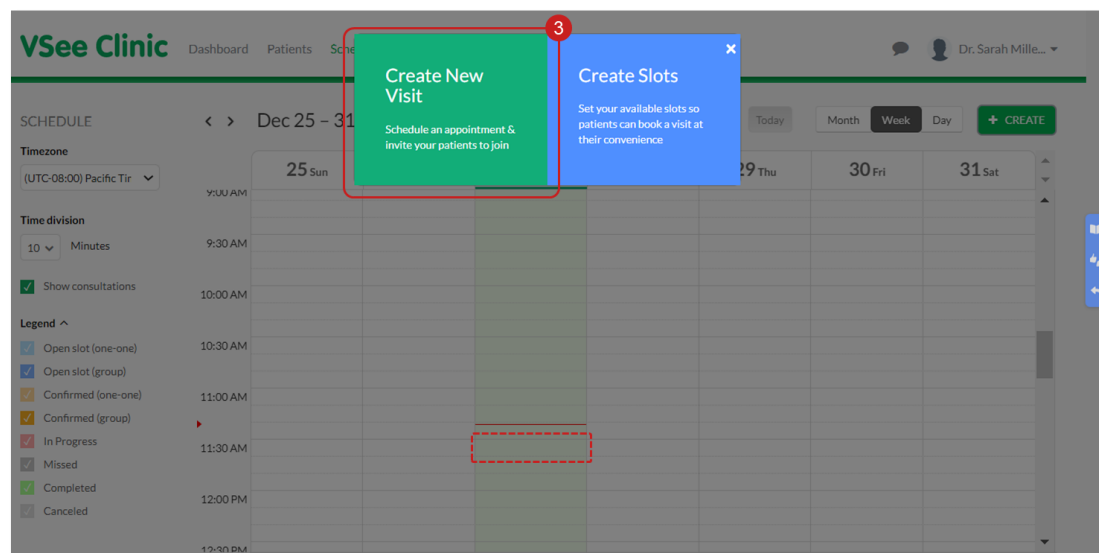 3
VSee Clinic Dashboard Patients Sche Dr. Sarah Mille...
Create New
Visit
Schedule an appointment &
invite your patients to join
Create Slots
Set your available slots so
patients can book a visit at
their convenience
SCHEDULE
Dec 25 – 31
Today Month Week Day + CREATE
Timezone
(UTC-08:00) Pacific Tir
25 Sun 29 Thu 30 Fri 31 Sat
Time division
10 Minutes
Show consultations
Legend
Open slot (one-one)
Open slot (group)
Confirmed (one-one)
Confirmed (group)
In Progress
Missed
Completed
Canceled
9:00 AM
9:30 AM
10:00 AM
10:30 AM
11:00 AM
11:30 AM
12:00 PM
12:30 PM